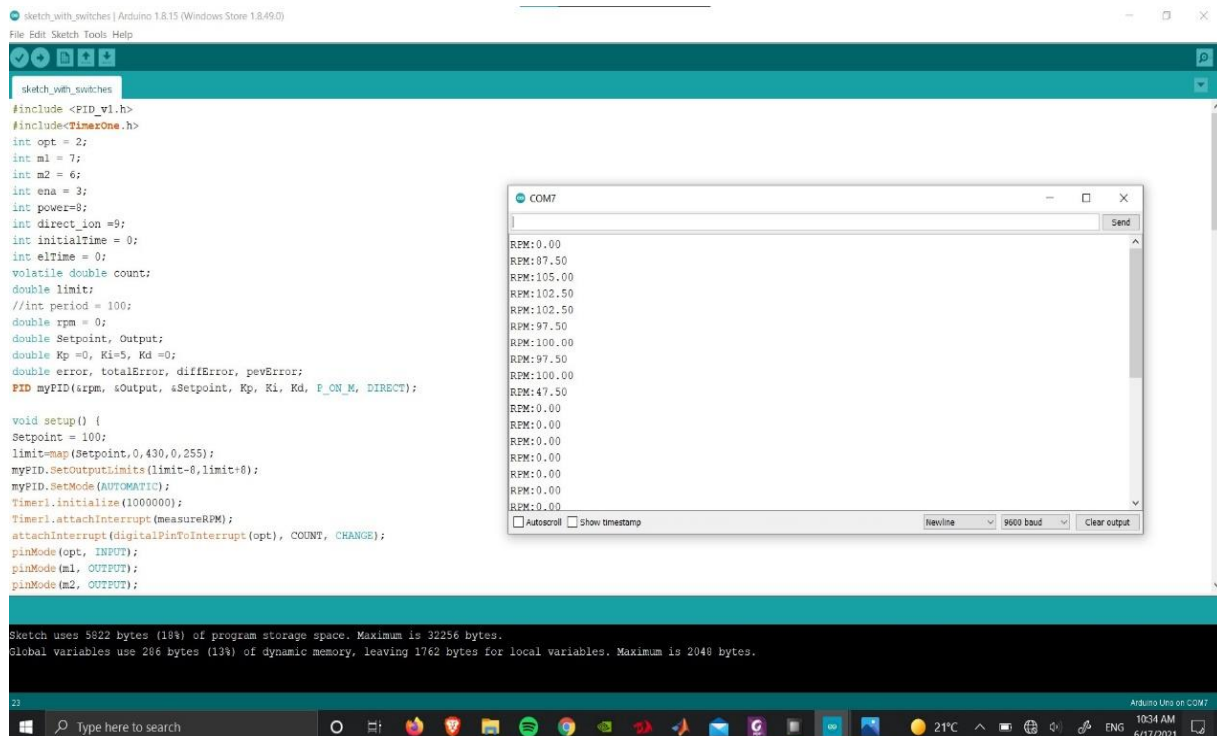 sketch_with_switches | Arduino 1.8.15 (Windows Store 1.8.49.0)
File Edit Sketch Tools Help
sketch_with_switches
#include <PID_v1.h>
#include<TimerOne.h>
int opt = 2;
int m1 = 7;
int m2 = 6;
int ena = 3;
int power=8;
int direct_ion =9;
int initialTime = 0;
int elTime = 0;
volatile double count;
double limit;
//int period = 100;
double rpm = 0;
double Setpoint, Output;
double Kp =0, Ki=5, Kd =0;
double error, totalError, diffError, pevError;
PID myPID(&rpm, &Output, &Setpoint, Kp, Ki, Kd, P_ON_M, DIRECT);
void setup() {
Setpoint = 100;
limit=map(Setpoint,0,430,0,255);
myPID.SetOutputLimits(limit-8,limit+8);
myPID.SetMode(AUTOMATIC);
Timer1.initialize(1000000);
Timer1.attachInterrupt(measureRPM);
attachInterrupt(digitalPinToInterrupt(opt), COUNT, CHANGE);
pinMode(opt, INPUT);
pinMode(m1, OUTPUT);
pinMode(m2, OUTPUT);
COM7
Send
RPM:0.00
RPM:87.50
RPM:105.00
RPM:102.50
RPM:102.50
RPM:97.50
RPM:100.00
RPM:97.50
RPM:100.00
RPM:47.50
RPM:0.00
RPM:0.00
RPM:0.00
RPM:0.00
RPM:0.00
RPM:0.00
RPM:0.00
Autoscroll Show timestamp Newline 9600 baud Clear output
Sketch uses 5822 bytes (18%) of program storage space. Maximum is 32256 bytes.
Global variables use 286 bytes (13%) of dynamic memory, leaving 1762 bytes for local variables. Maximum is 2048 bytes.
23 Arduino Uno on COM7
Type here to search 21°C ENG 10:34 AM
6/17/2021